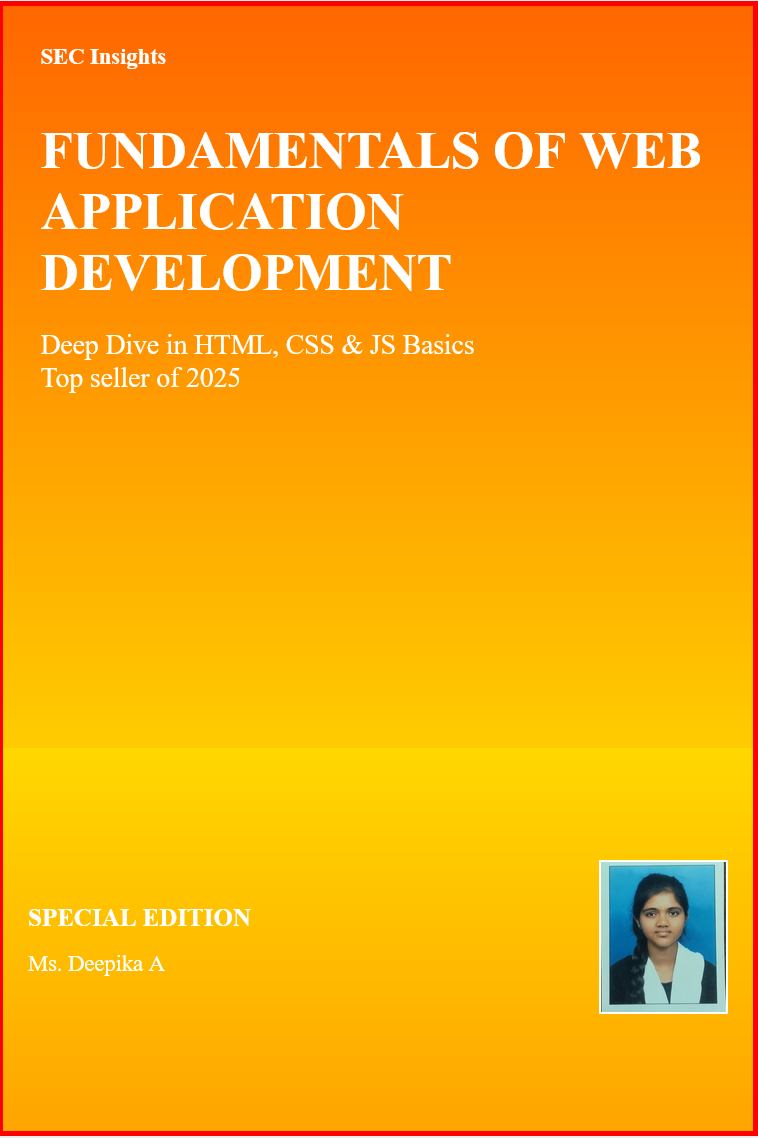 SEC Insights
FUNDAMENTALS OF WEB
APPLICATION
DEVELOPMENT
Deep Dive in HTML, CSS & JS Basics
Top seller of 2025
SPECIAL EDITION
Ms. Deepika A